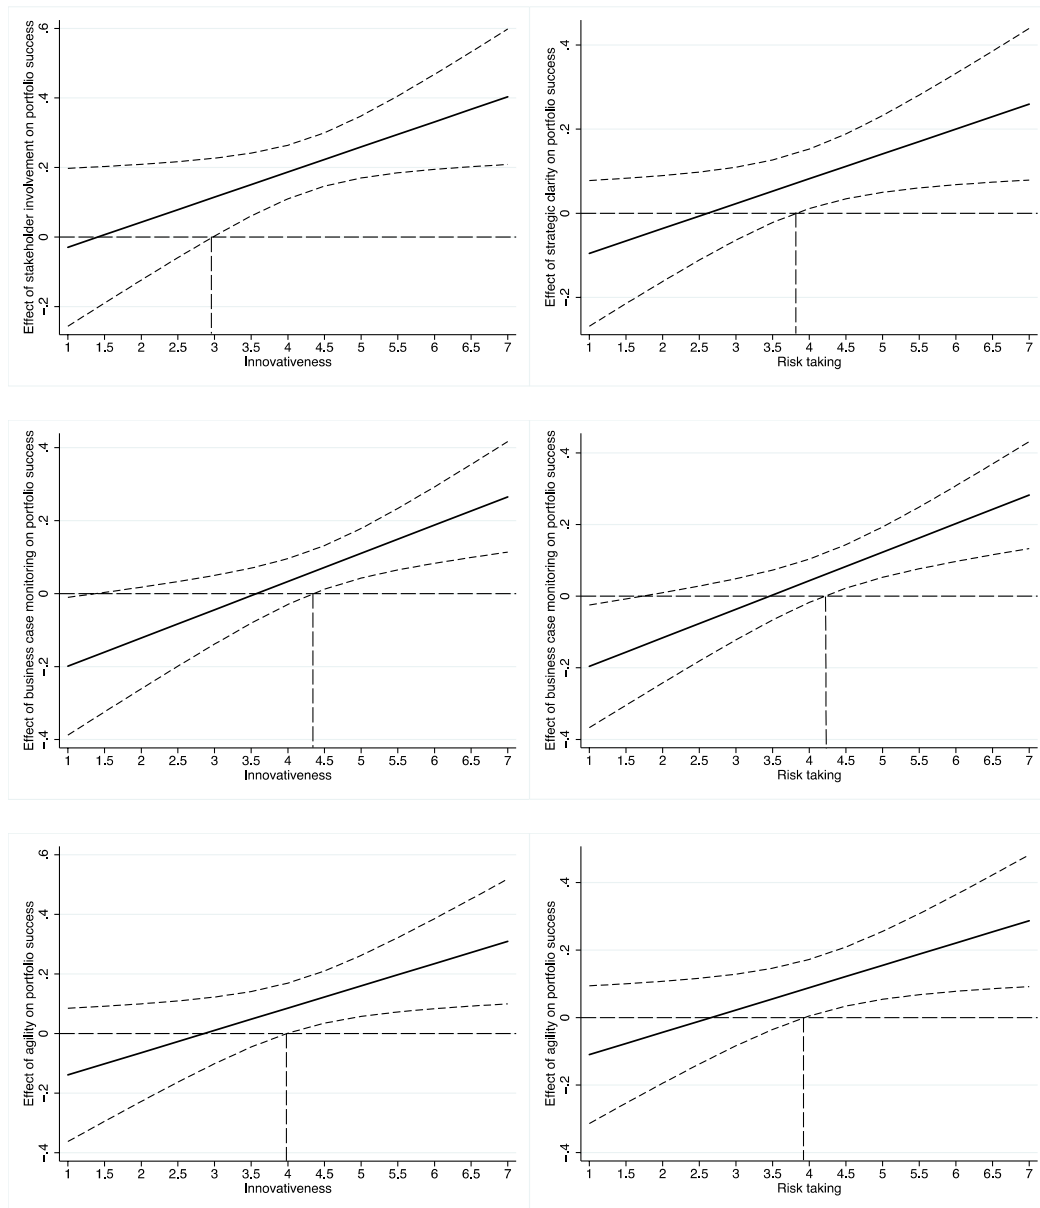 Effect of stakeholder involvement on portfolio success
.6
.4
.2
0
-.2
1 1.5 2 2.5 3 3.5 4 4.5 5 5.5 6 6.5 7
Innovativeness
Effect of strategic clarity on portfolio success
.4
.2
0
-.2
1 1.5 2 2.5 3 3.5 4 4.5 5 5.5 6 6.5 7
Risk taking
Effect of business case monitoring on portfolio success
.4
.2
0
-.2
-.4
1 1.5 2 2.5 3 3.5 4 4.5 5 5.5 6 6.5 7
Innovativeness
Effect of business case monitoring on portfolio success
.4
.2
0
-.2
-.4
1 1.5 2 2.5 3 3.5 4 4.5 5 5.5 6 6.5 7
Risk taking
Effect of agility on portfolio success
.6
.4
.2
0
-.2
-.4
1 1.5 2 2.5 3 3.5 4 4.5 5 5.5 6 6.5 7
Innovativeness
Effect of agility on portfolio success
.4
.2
0
-.2
-.4
1 1.5 2 2.5 3 3.5 4 4.5 5 5.5 6 6.5 7
Risk taking